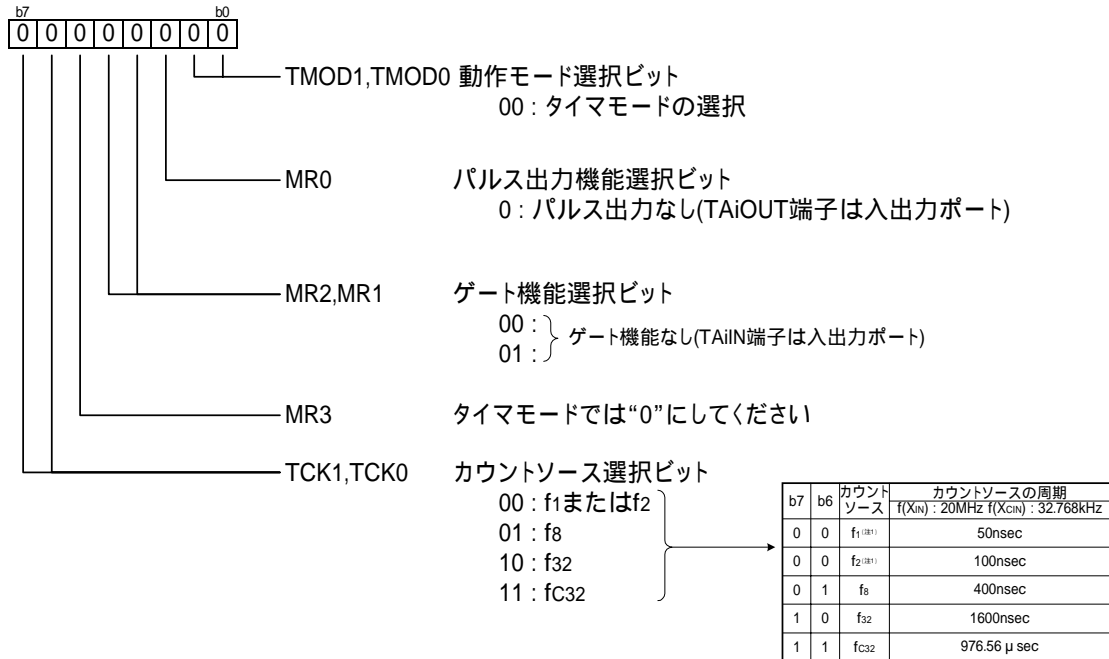 b7 b0
0 0 0 0 0 0 0 0
TMOD1,TMOD0 動作モード選択ビット
00 : タイマモードの選択
MR0 パルス出力機能選択ビット
0 : パルス出力なし(TAiOUT端子は入出力ポート)
MR2,MR1 ゲート機能選択ビット
00 :
01 :
ゲート機能なし(TAiIN端子は入出力ポート)
MR3 タイマモードでは“0”にしてください
TCK1,TCK0 カウントソース選択ビット
00 : f1またはf2
01 : f8
10 : f32
11 : fC32
b7 b6 カウントソース カウントソースの周期
f(XIN) : 20MHz f(XCIN) : 32.768kHz
0 0 f1(注1) 50nsec
0 0 f2(注1) 100nsec
0 1 f8 400nsec
1 0 f32 1600nsec
1 1 fC32 976.56 μ sec